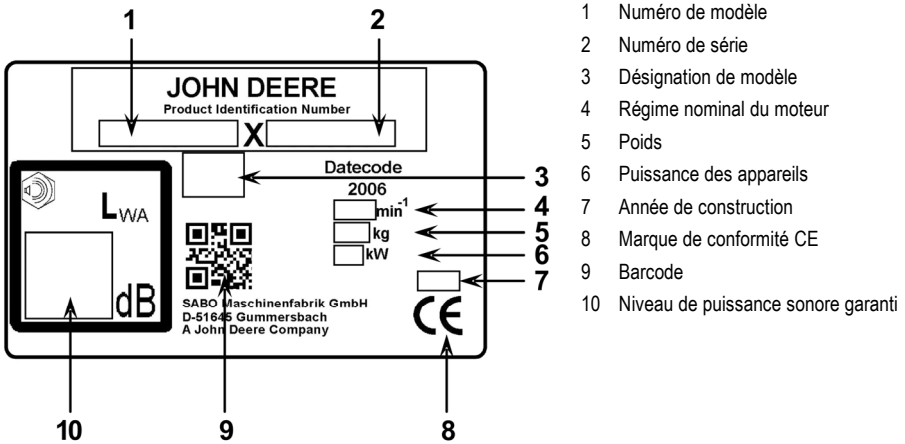 1 2
JOHN DEERE
Product Identification Number
X
Datecode
2006
min-1
kg
kW
LWA
dB
SABO Maschinenfabrik GmbH
D-51645 Gummersbach
A John Deere Company
CE
3
4
5
6
7
10 9 8
1 Numéro de modèle
2 Numéro de série
3 Désignation de modèle
4 Régime nominal du moteur
5 Poids
6 Puissance des appareils
7 Année de construction
8 Marque de conformité CE
9 Barcode
10 Niveau de puissance sonore garanti